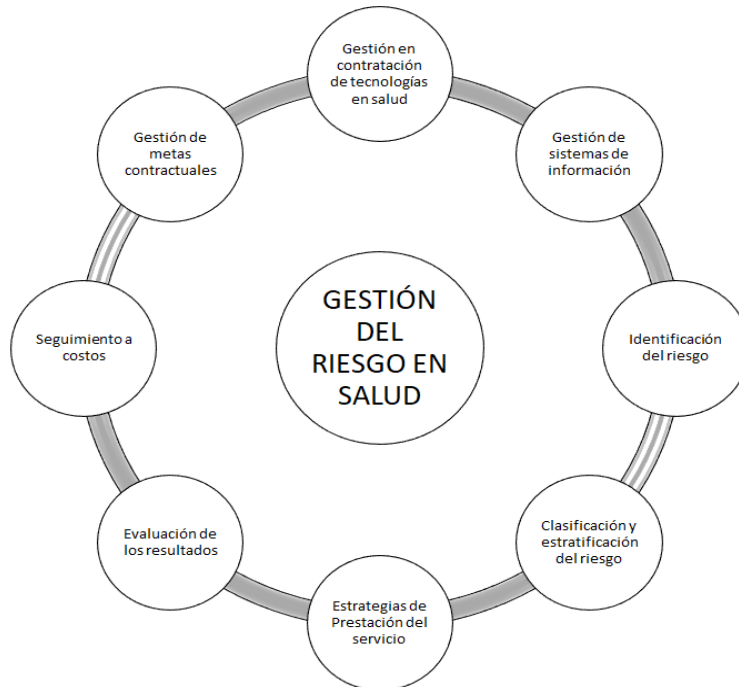 Gestión en
contratación
de tecnologías
en salud
Gestión de
sistemas de
información
Identificación
del riesgo
Clasificación y
estratificación
del riesgo
Estrategias de
Prestación del
servicio
Evaluación de
los resultados
Seguimiento a
costos
Gestión de
metas
contractuales
GESTIÓN
DEL
RIESGO EN
SALUD